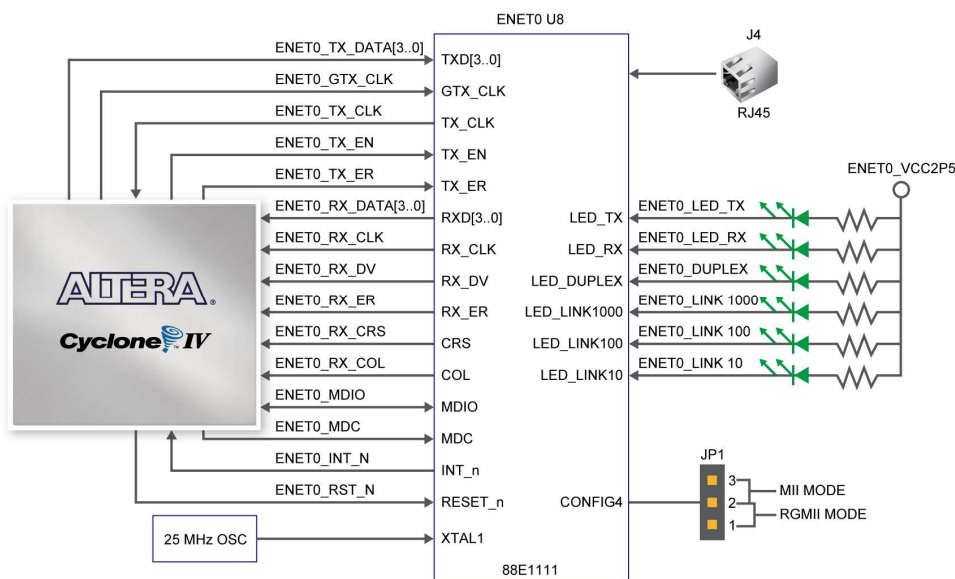 ENET0 U8
J4
RJ45
ENET0_VCC2P5
ENET0_TX_DATA[3..0]
TXD[3..0]
ENET0_GTX_CLK
GTX_CLK
ENET0_TX_CLK
TX_CLK
ENET0_TX_EN
TX_EN
ENET0_TX_ER
TX_ER
ENET0_RX_DATA[3..0]
RXD[3..0]
LED_TX
ENET0_LED_TX
ENET0_RX_CLK
RX_CLK
LED_RX
ENET0_LED_RX
ENET0_RX_DV
RX_DV
LED_DUPLEX
ENET0_DUPLEX
ENET0_RX_ER
RX_ER
LED_LINK1000
ENET0_LINK 1000
ENET0_RX_CRS
CRS
LED_LINK100
ENET0_LINK 100
ENET0_RX_COL
COL
LED_LINK10
ENET0_LINK 10
ENET0_MDIO
MDIO
ENET0_MDC
MDC
ENET0_INT_N
INT_n
ENET0_RST_N
RESET_n
CONFIG4
JP1
3
2
1
MII MODE
RGMII MODE
25 MHz OSC
XTAL1
88E1111
ALTERA®
Cyclone™ IV